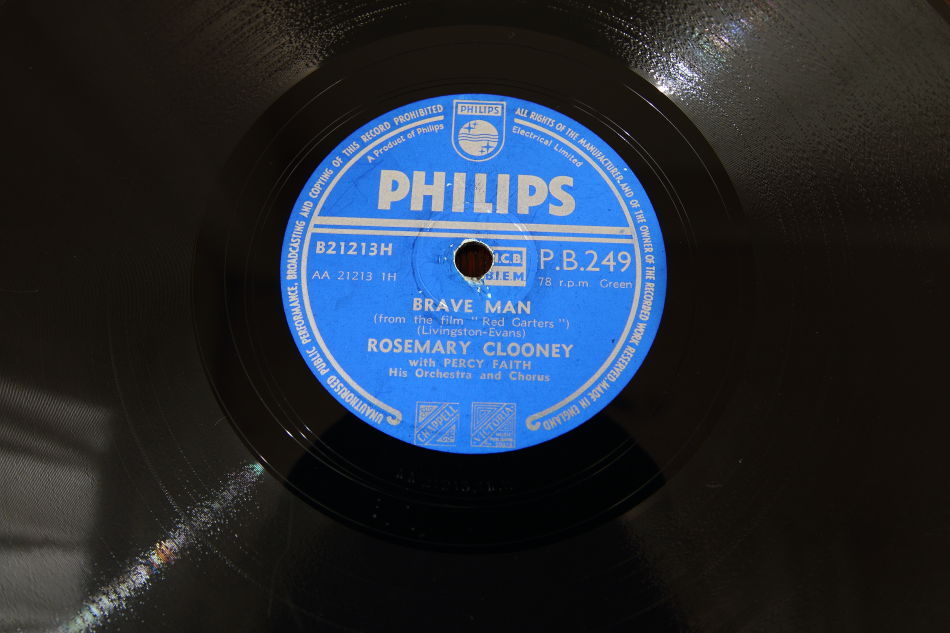 UNAUTHORISED PUBLIC PERFORMANCE, BROADCASTING AND COPYING OF THIS RECORD PROHIBITED
ALL RIGHTS OF THE MANUFACTURER AND OF THE OWNER OF THE RECORDED WORK RESERVED. MADE IN ENGLAND
A Product of Philips
Electrical Limited
PHILIPS
PHILIPS
B21213H
AA 21213 1H
B.I.E.M
P.B.249
78 r.p.m Green
BRAVE MAN
(from the film "Red Garters")
(Livingston-Evans)
ROSEMARY CLOONEY
with PERCY FAITH
His Orchestra and Chorus
CHAPPELL
VICTORIA